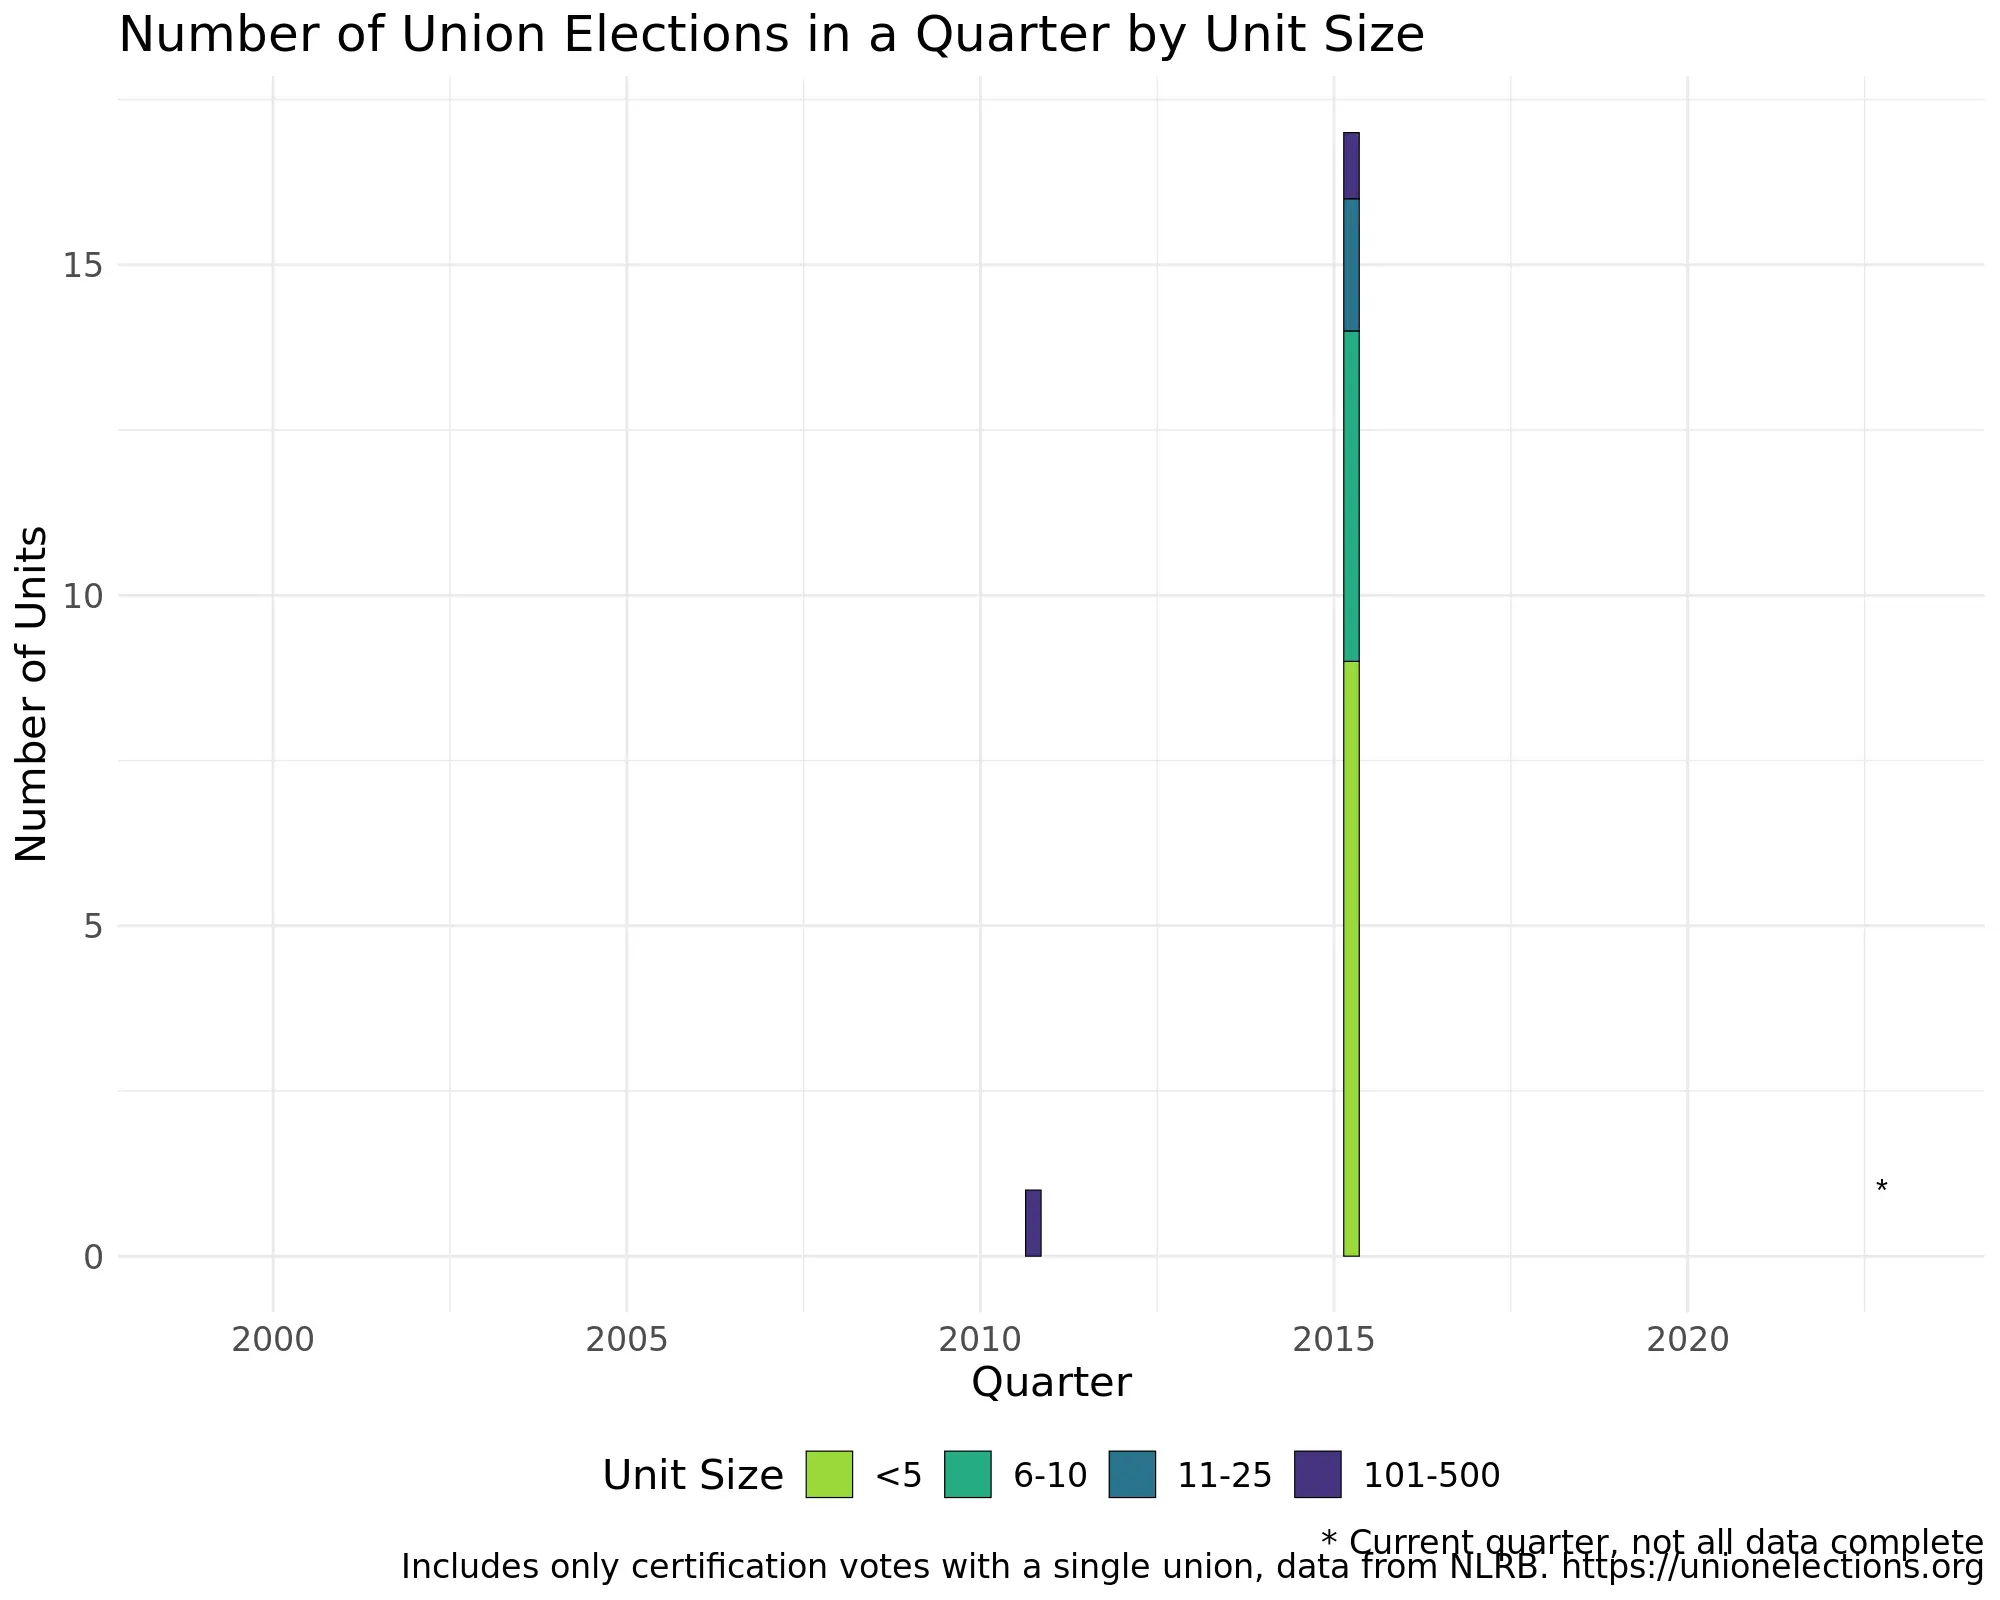 Number of Union Elections in a Quarter by Unit Size
Number of Units
15
10
5
0
*
2000 2005 2010 2015 2020
Quarter
Unit Size <5 6-10 11-25 101-500
* Current quarter, not all data complete
Includes only certification votes with a single union, data from NLRB. https://unionelections.org